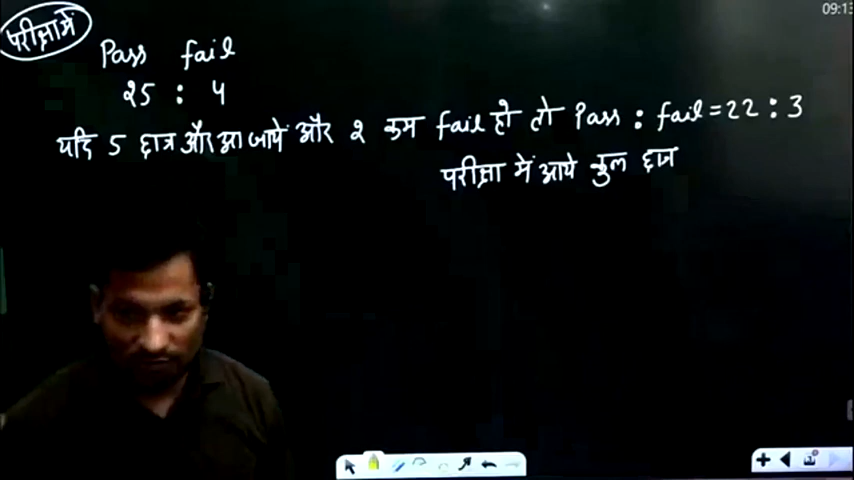 09:13
परीक्षा में
Pass fail
25 : 4
यदि 5 छात्र और आ जाये और 2 कम fail हो तो Pass : fail = 22 : 3
परीक्षा में आये कुल छात्र